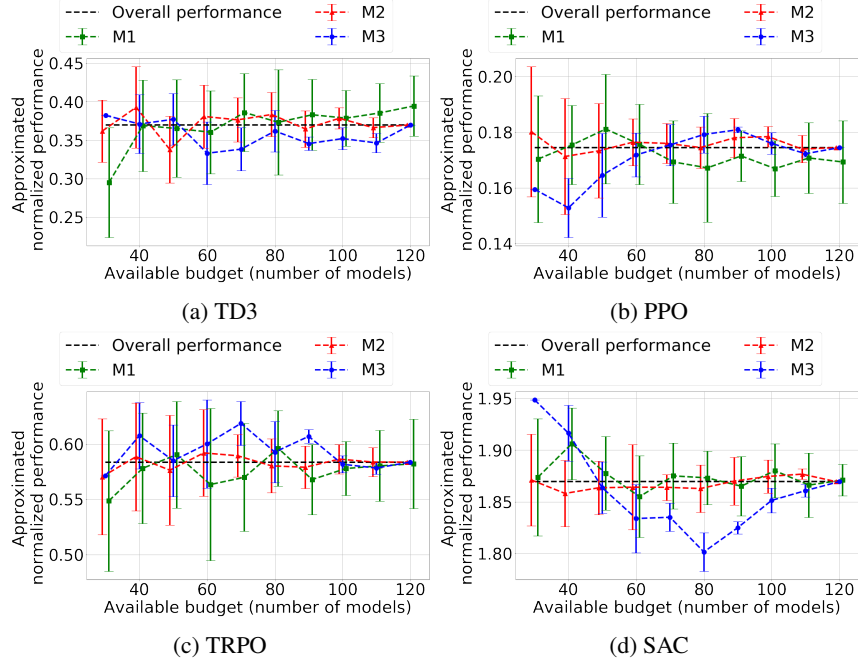 Overall performance M2
M1 M3
Approximated
normalized performance
0.45
0.40
0.35
0.30
0.25
40 60 80 100 120
Available budget (number of models)
(a) TD3
Overall performance M2
M1 M3
Approximated
normalized performance
0.20
0.18
0.16
0.14
40 60 80 100 120
Available budget (number of models)
(b) PPO
Overall performance M2
M1 M3
Approximated
normalized performance
0.60
0.55
0.50
40 60 80 100 120
Available budget (number of models)
(c) TRPO
Overall performance M2
M1 M3
Approximated
normalized performance
1.95
1.90
1.85
1.80
40 60 80 100 120
Available budget (number of models)
(d) SAC